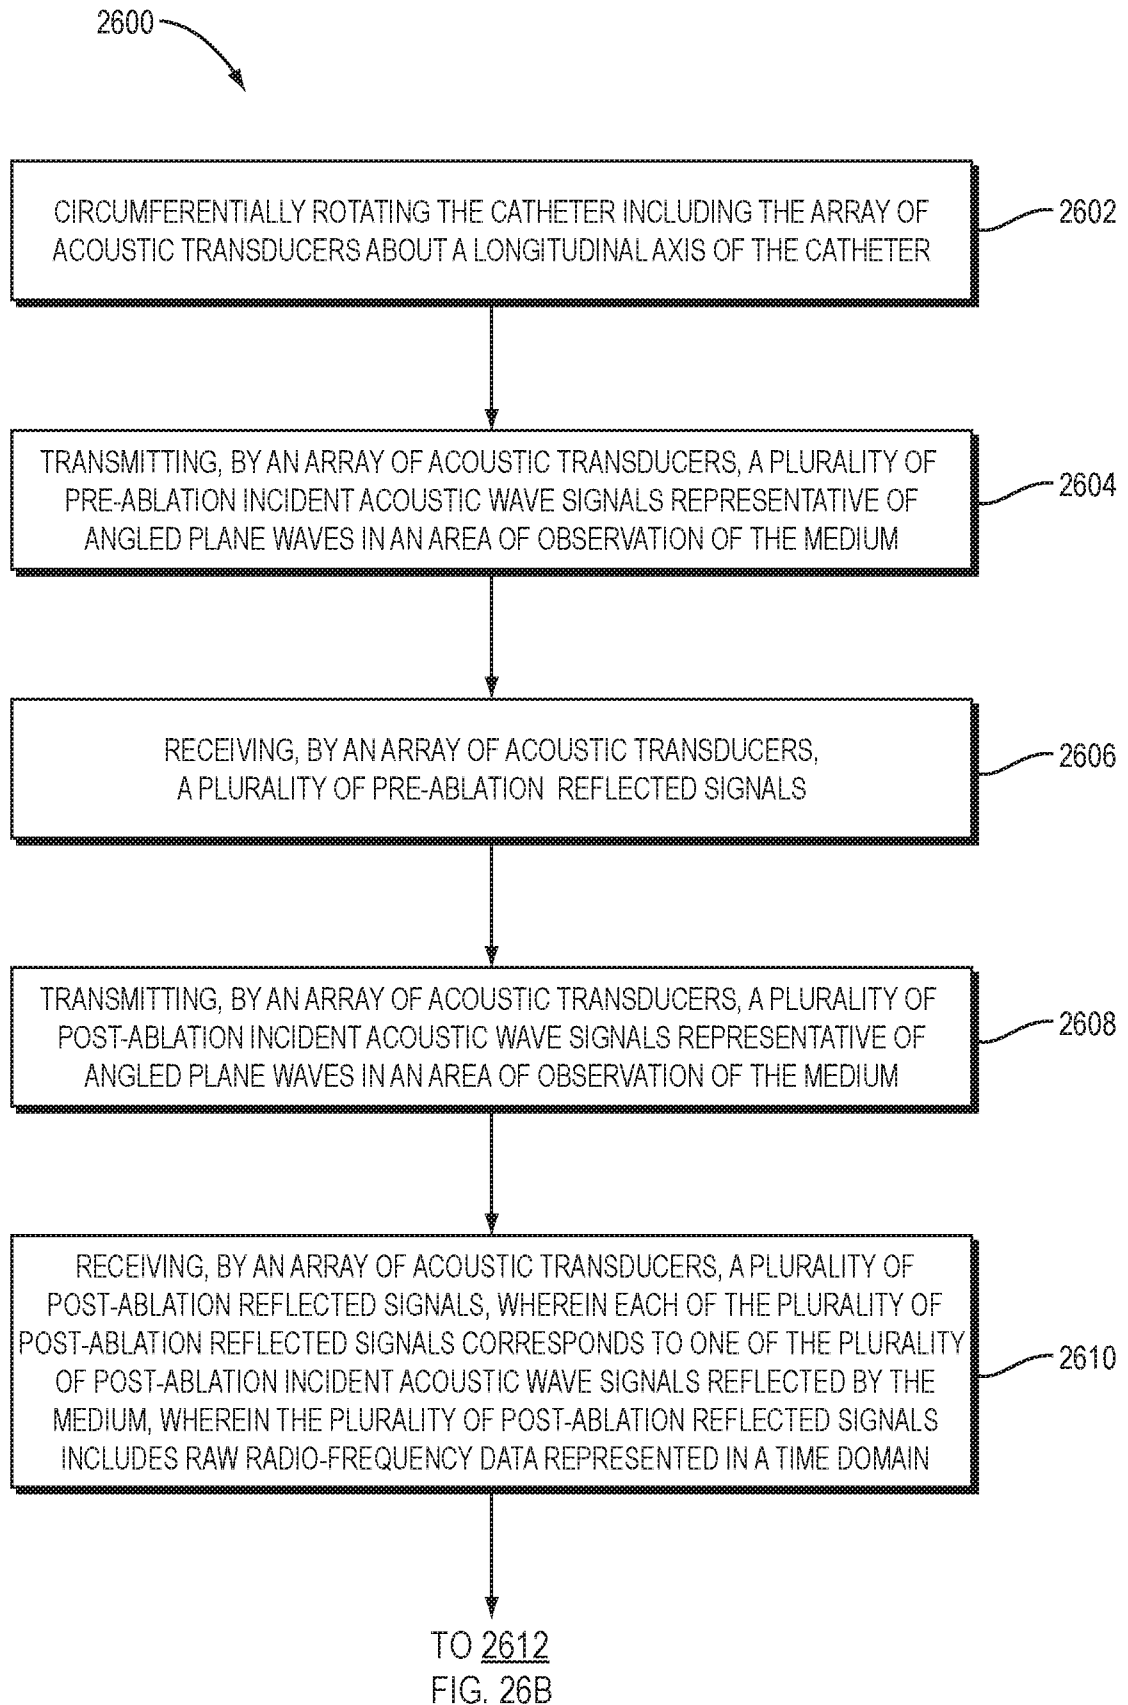 2600
CIRCUMFERENTIALLY ROTATING THE CATHETER INCLUDING THE ARRAY OF
ACOUSTIC TRANSDUCERS ABOUT A LONGITUDINAL AXIS OF THE CATHETER
2602
TRANSMITTING, BY AN ARRAY OF ACOUSTIC TRANSDUCERS, A PLURALITY OF
PRE-ABLATION INCIDENT ACOUSTIC WAVE SIGNALS REPRESENTATIVE OF
ANGLED PLANE WAVES IN AN AREA OF OBSERVATION OF THE MEDIUM
2604
RECEIVING, BY AN ARRAY OF ACOUSTIC TRANSDUCERS,
A PLURALITY OF PRE-ABLATION REFLECTED SIGNALS
2606
TRANSMITTING, BY AN ARRAY OF ACOUSTIC TRANSDUCERS, A PLURALITY OF
POST-ABLATION INCIDENT ACOUSTIC WAVE SIGNALS REPRESENTATIVE OF
ANGLED PLANE WAVES IN AN AREA OF OBSERVATION OF THE MEDIUM
2608
RECEIVING, BY AN ARRAY OF ACOUSTIC TRANSDUCERS, A PLURALITY OF
POST-ABLATION REFLECTED SIGNALS, WHEREIN EACH OF THE PLURALITY OF
POST-ABLATION REFLECTED SIGNALS CORRESPONDS TO ONE OF THE PLURALITY
OF POST-ABLATION INCIDENT ACOUSTIC WAVE SIGNALS REFLECTED BY THE
MEDIUM, WHEREIN THE PLURALITY OF POST-ABLATION REFLECTED SIGNALS
INCLUDES RAW RADIO-FREQUENCY DATA REPRESENTED IN A TIME DOMAIN
2610
TO 2612
FIG. 26B